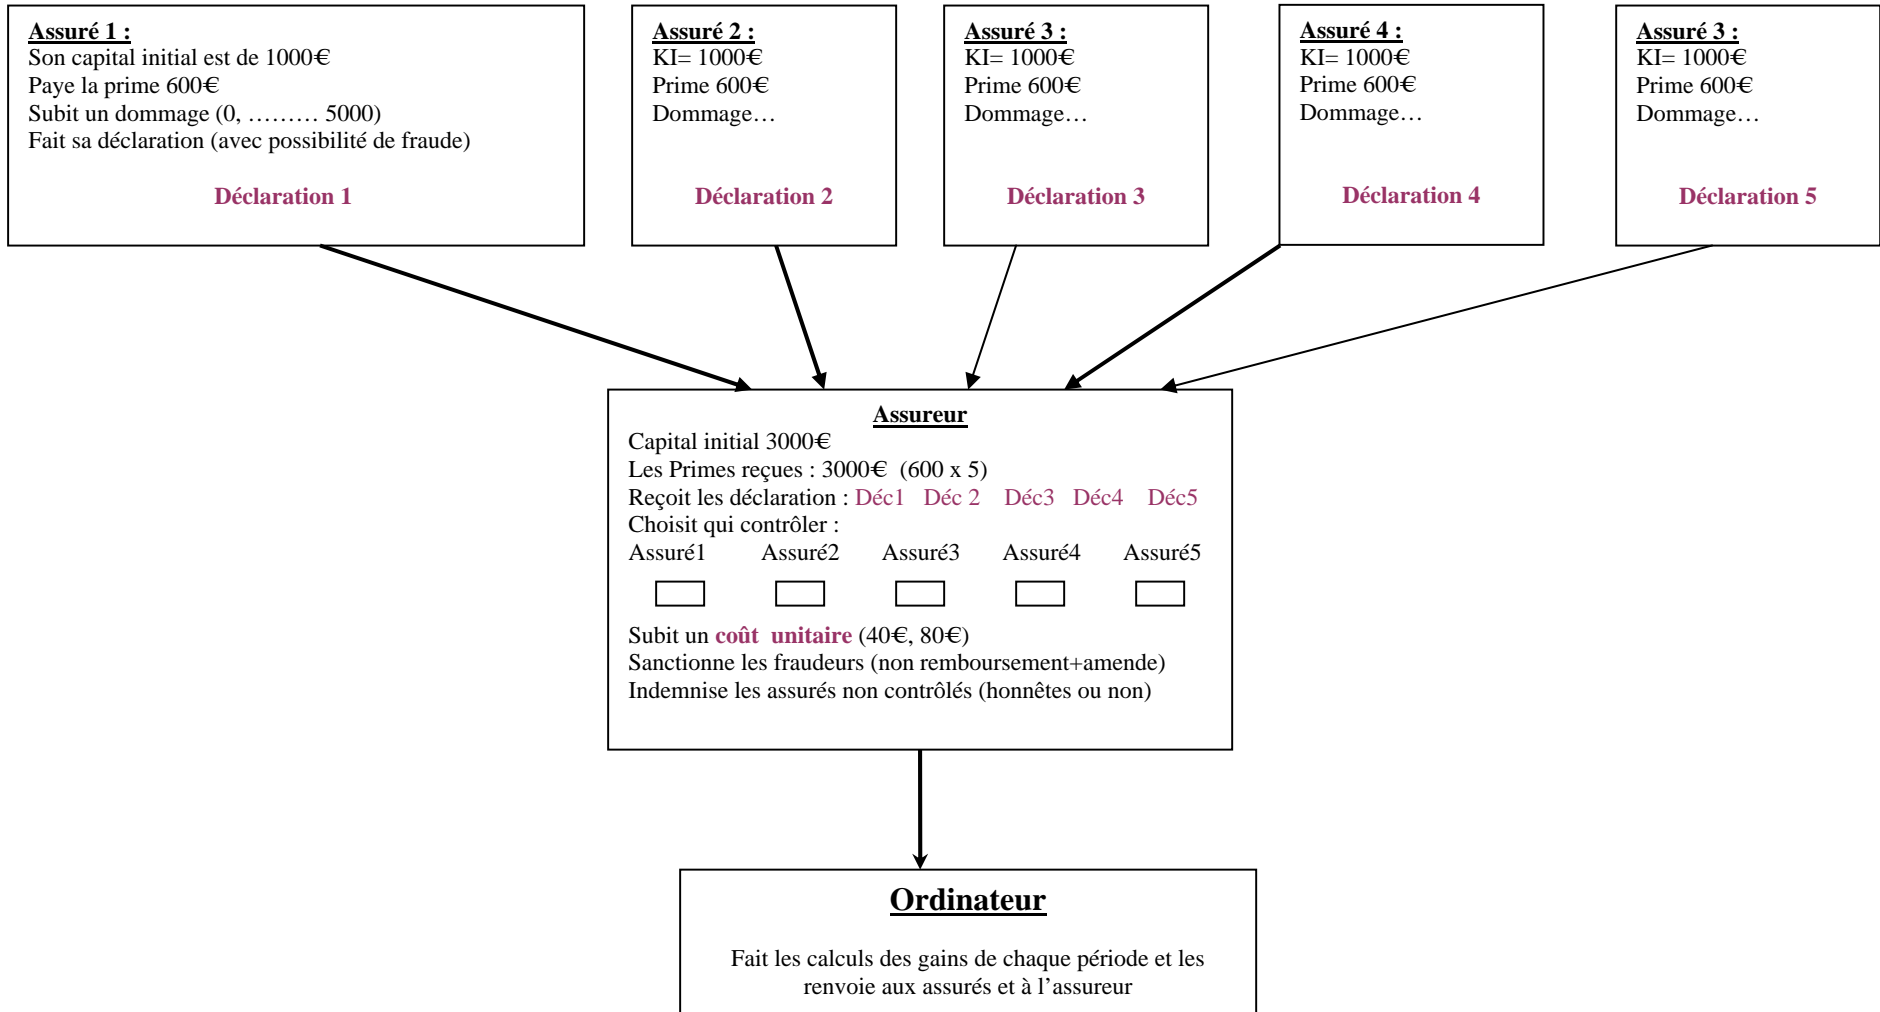 Assuré 1 :
Son capital initial est de 1000€
Paye la prime 600€
Subit un dommage (0, ……… 5000)
Fait sa déclaration (avec possibilité de fraude)
Déclaration 1
Assuré 2 :
KI= 1000€
Prime 600€
Dommage…
Déclaration 2
Assuré 3 :
KI= 1000€
Prime 600€
Dommage…
Déclaration 3
Assuré 4 :
KI= 1000€
Prime 600€
Dommage…
Déclaration 4
Assuré 3 :
KI= 1000€
Prime 600€
Dommage…
Déclaration 5
Assureur
Capital initial 3000€
Les Primes reçues : 3000€ (600 x 5)
Reçoit les déclaration : Déc1 Déc 2 Déc3 Déc4 Déc5
Choisit qui contrôler :
Assuré1 Assuré2 Assuré3 Assuré4 Assuré5
Subit un coût unitaire (40€, 80€)
Sanctionne les fraudeurs (non remboursement+amende)
Indemnise les assurés non contrôlés (honnêtes ou non)
Ordinateur
Fait les calculs des gains de chaque période et les
renvoie aux assurés et à l’assureur